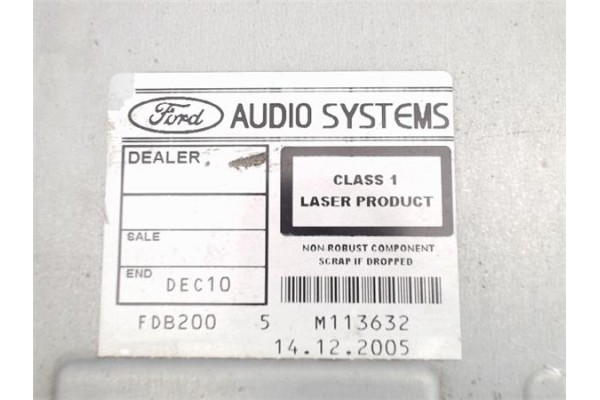 Ford AUDIO SYSTEMS
DEALER
SALE
END DEC10
CLASS 1
LASER PRODUCT
NON ROBUST COMPONENT
SCRAP IF DROPPED
FDB200 5 M113632
14.12.2005